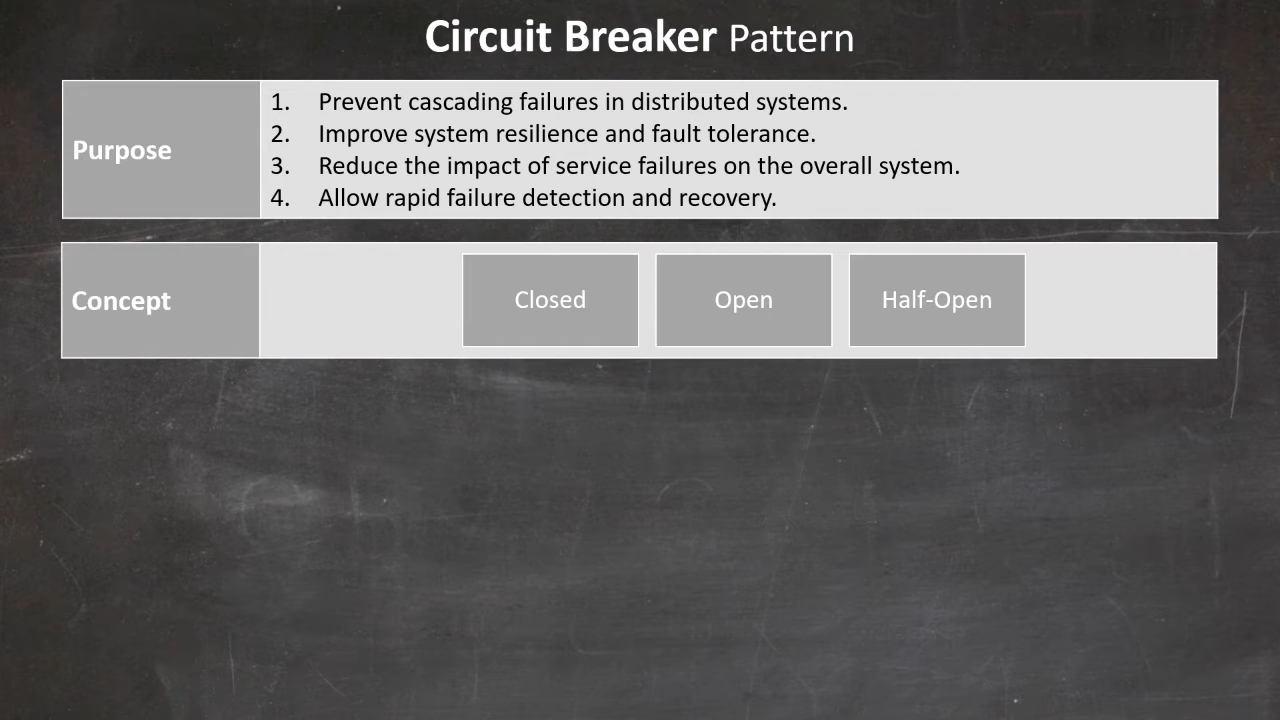 Circuit Breaker Pattern
Purpose
1. Prevent cascading failures in distributed systems.
2. Improve system resilience and fault tolerance.
3. Reduce the impact of service failures on the overall system.
4. Allow rapid failure detection and recovery.
Concept
Closed
Open
Half-Open